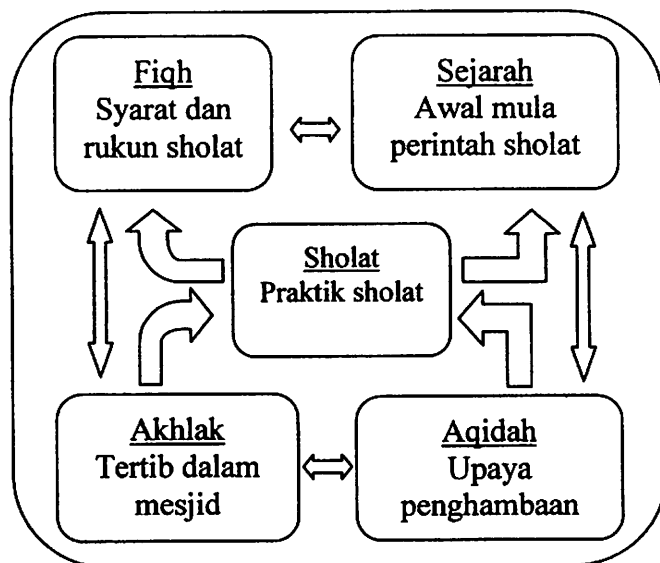 Fiqh
Syarat dan
rukun sholat
Sejarah
Awal mula
perintah sholat
Sholat
Praktik sholat
Akhlak
Tertib dalam
mesjid
Aqidah
Upaya
penghambaan